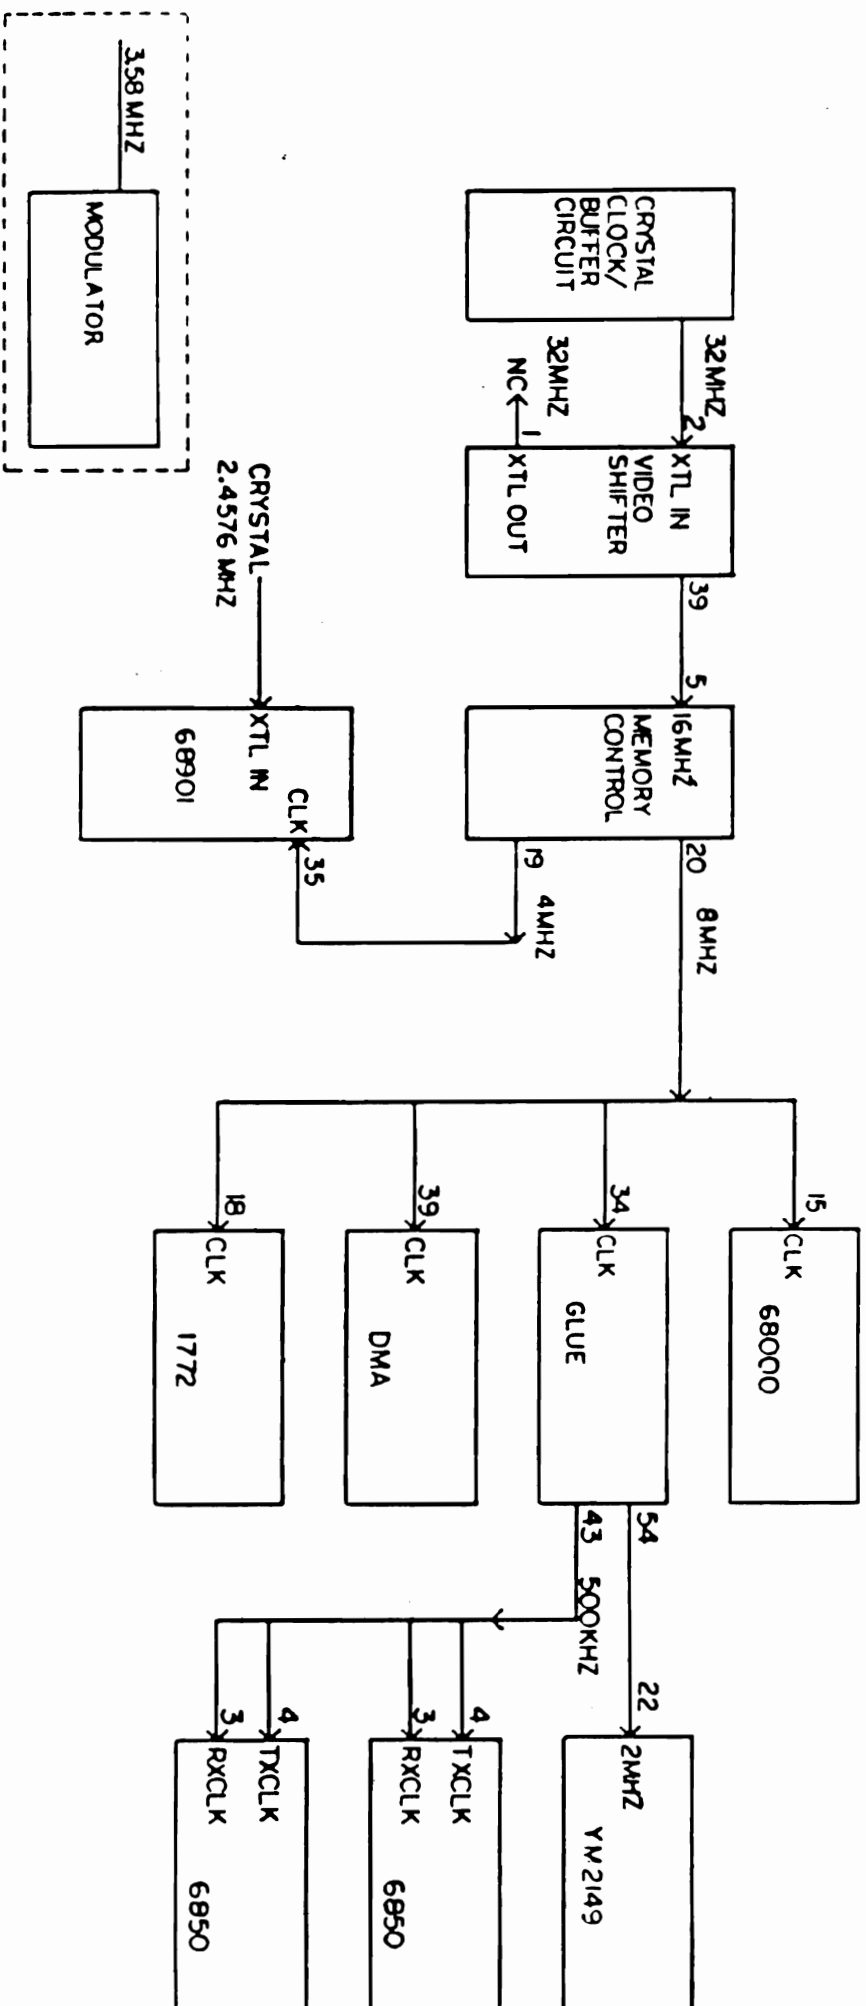 CRYSTAL
CLOCK/
BUFFER
CIRCUIT
32MHZ
2
XTL IN
VIDEO
SHIFTER
XTL OUT
1
32MHZ
NC
39
5
16MHZ
MEMORY
CONTROL
20
8MHZ
19
4MHZ
35
CLK
XTL IN
68901
CRYSTAL
2.4576 MHZ
3.58 MHZ
MODULATOR
15
CLK
68000
34
CLK
GLUE
39
CLK
DMA
18
CLK
1772
54
22
2MHZ
YM2149
43
500KHZ
4
TXCLK
3
RXCLK
6850
4
TXCLK
3
RXCLK
6850